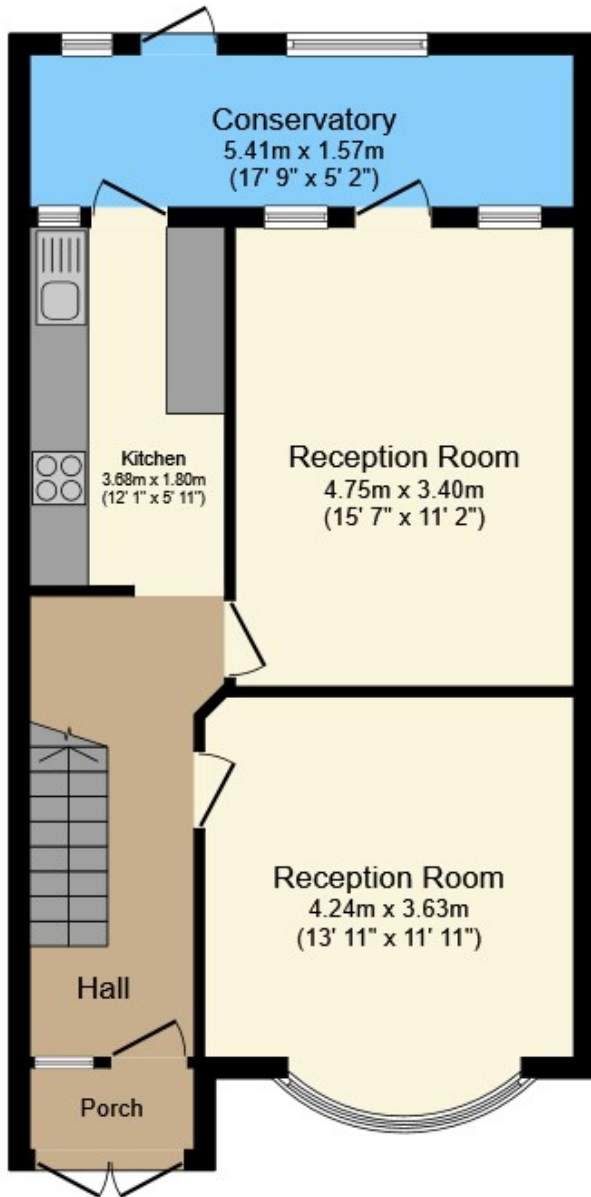 Conservatory
5.41m x 1.57m
(17' 9" x 5' 2")
Kitchen
3.68m x 1.80m
(12' 1" x 5' 11")
Reception Room
4.75m x 3.40m
(15' 7" x 11' 2")
Reception Room
4.24m x 3.63m
(13' 11" x 11' 11")
Hall
Porch